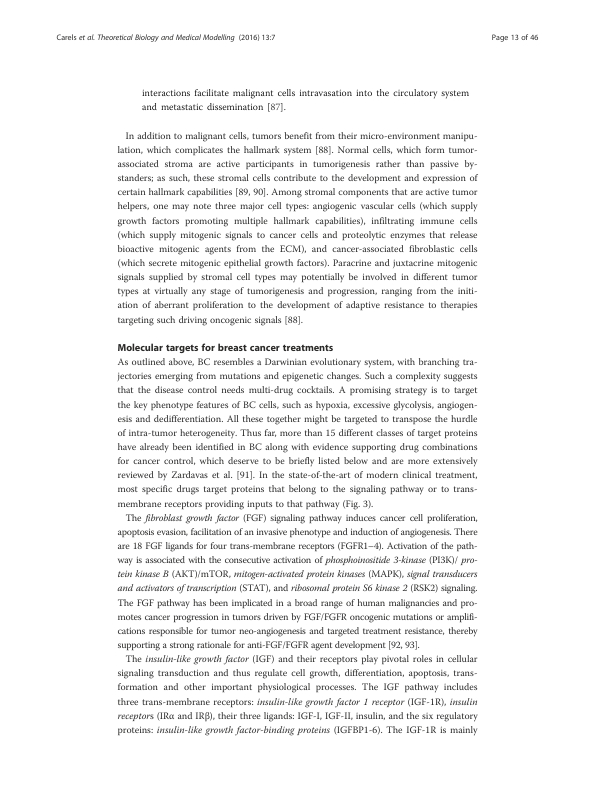 Carels et al. Theoretical Biology and Medical Modelling (2016) 13:7
Page 13 of 46
interactions facilitate malignant cells intravasation into the circulatory system
and metastatic dissemination [87].
In addition to malignant cells, tumors benefit from their micro-environment manipu-
lation, which complicates the hallmark system [88]. Normal cells, which form tumor-
associated stroma are active participants in tumorigenesis rather than passive by-
standers; as such, these stromal cells contribute to the development and expression of
certain hallmark capabilities [89, 90]. Among stromal components that are active tumor
helpers, one may note three major cell types: angiogenic vascular cells (which supply
growth factors promoting multiple hallmark capabilities), infiltrating immune cells
(which supply mitogenic signals to cancer cells and proteolytic enzymes that release
bioactive mitogenic agents from the ECM), and cancer-associated fibroblastic cells
(which secrete mitogenic epithelial growth factors). Paracrine and juxtacrine mitogenic
signals supplied by stromal cell types may potentially be involved in different tumor
types at virtually any stage of tumorigenesis and progression, ranging from the initi-
ation of aberrant proliferation to the development of adaptive resistance to therapies
targeting such driving oncogenic signals [88].
Molecular targets for breast cancer treatments
As outlined above, BC resembles a Darwinian evolutionary system, with branching tra-
jectories emerging from mutations and epigenetic changes. Such a complexity suggests
that the disease control needs multi-drug cocktails. A promising strategy is to target
the key phenotype features of BC cells, such as hypoxia, excessive glycolysis, angiogen-
esis and dedifferentiation. All these together might be targeted to transpose the hurdle
of intra-tumor heterogeneity. Thus far, more than 15 different classes of target proteins
have already been identified in BC along with evidence supporting drug combinations
for cancer control, which deserve to be briefly listed below and are more extensively
reviewed by Zardavas et al. [91]. In the state-of-the-art of modern clinical treatment,
most specific drugs target proteins that belong to the signaling pathway or to trans-
membrane receptors providing inputs to that pathway (Fig. 3).
The fibroblast growth factor (FGF) signaling pathway induces cancer cell proliferation,
apoptosis evasion, facilitation of an invasive phenotype and induction of angiogenesis. There
are 18 FGF ligands for four trans-membrane receptors (FGFR1–4). Activation of the path-
way is associated with the consecutive activation of phosphoinositide 3-kinase (PI3K)/ pro-
tein kinase B (AKT)/mTOR, mitogen-activated protein kinases (MAPK), signal transducers
and activators of transcription (STAT), and ribosomal protein S6 kinase 2 (RSK2) signaling.
The FGF pathway has been implicated in a broad range of human malignancies and pro-
motes cancer progression in tumors driven by FGF/FGFR oncogenic mutations or amplifi-
cations responsible for tumor neo-angiogenesis and targeted treatment resistance, thereby
supporting a strong rationale for anti-FGF/FGFR agent development [92, 93].
The insulin-like growth factor (IGF) and their receptors play pivotal roles in cellular
signaling transduction and thus regulate cell growth, differentiation, apoptosis, trans-
formation and other important physiological processes. The IGF pathway includes
three trans-membrane receptors: insulin-like growth factor 1 receptor (IGF-1R), insulin
receptors (IRα and IRβ), their three ligands: IGF-I, IGF-II, insulin, and the six regulatory
proteins: insulin-like growth factor-binding proteins (IGFBP1-6). The IGF-1R is mainly